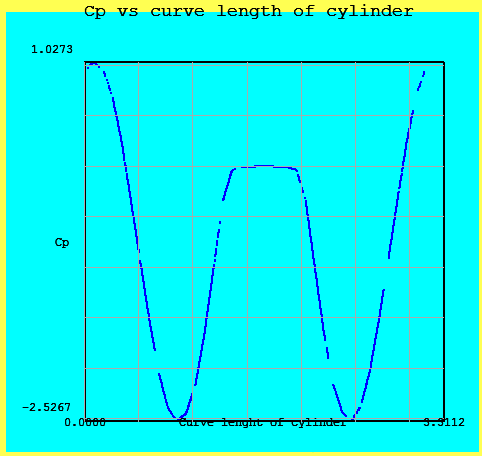 Cp vs curve length of cylinder
1.0273
Cp
-2.5267
0.0000 Curve lenght of cylinder 3.3112